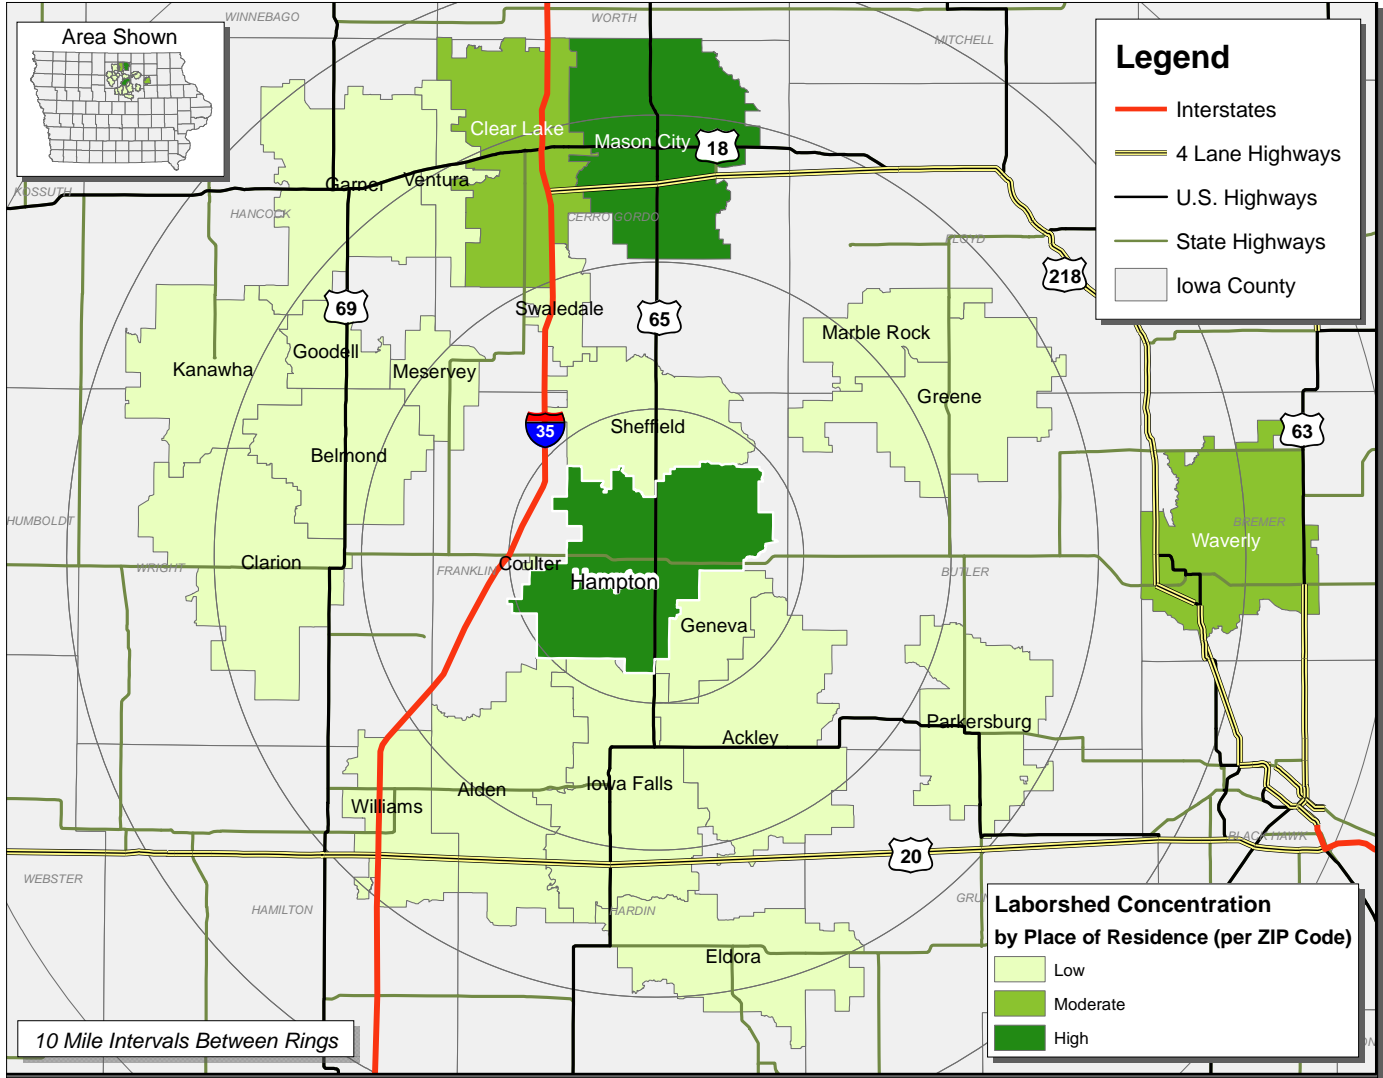 WINNEBAGO
WORTH
MITCHELL
Area Shown
Legend
Interstates
4 Lane Highways
U.S. Highways
State Highways
Iowa County
Clear Lake
Mason City
18
KOSSUTH
Garner
Ventura
HANCOCK
CERRO GORDO
FLOYD
218
69
Swaledale
65
Marble Rock
Goodell
Kanawha
Meservey
Greene
35
Sheffield
63
Belmond
HUMBOLDT
BREMER
Waverly
WRIGHT
Clarion
FRANKLIN
Coulter
Hampton
BUTLER
Geneva
Parkersburg
Ackley
Alden
Iowa Falls
Williams
BLACK HAWK
20
WEBSTER
HAMILTON
HARDIN
GRU
Eldora
Laborshed Concentration
by Place of Residence (per ZIP Code)
Low
Moderate
High
10 Mile Intervals Between Rings